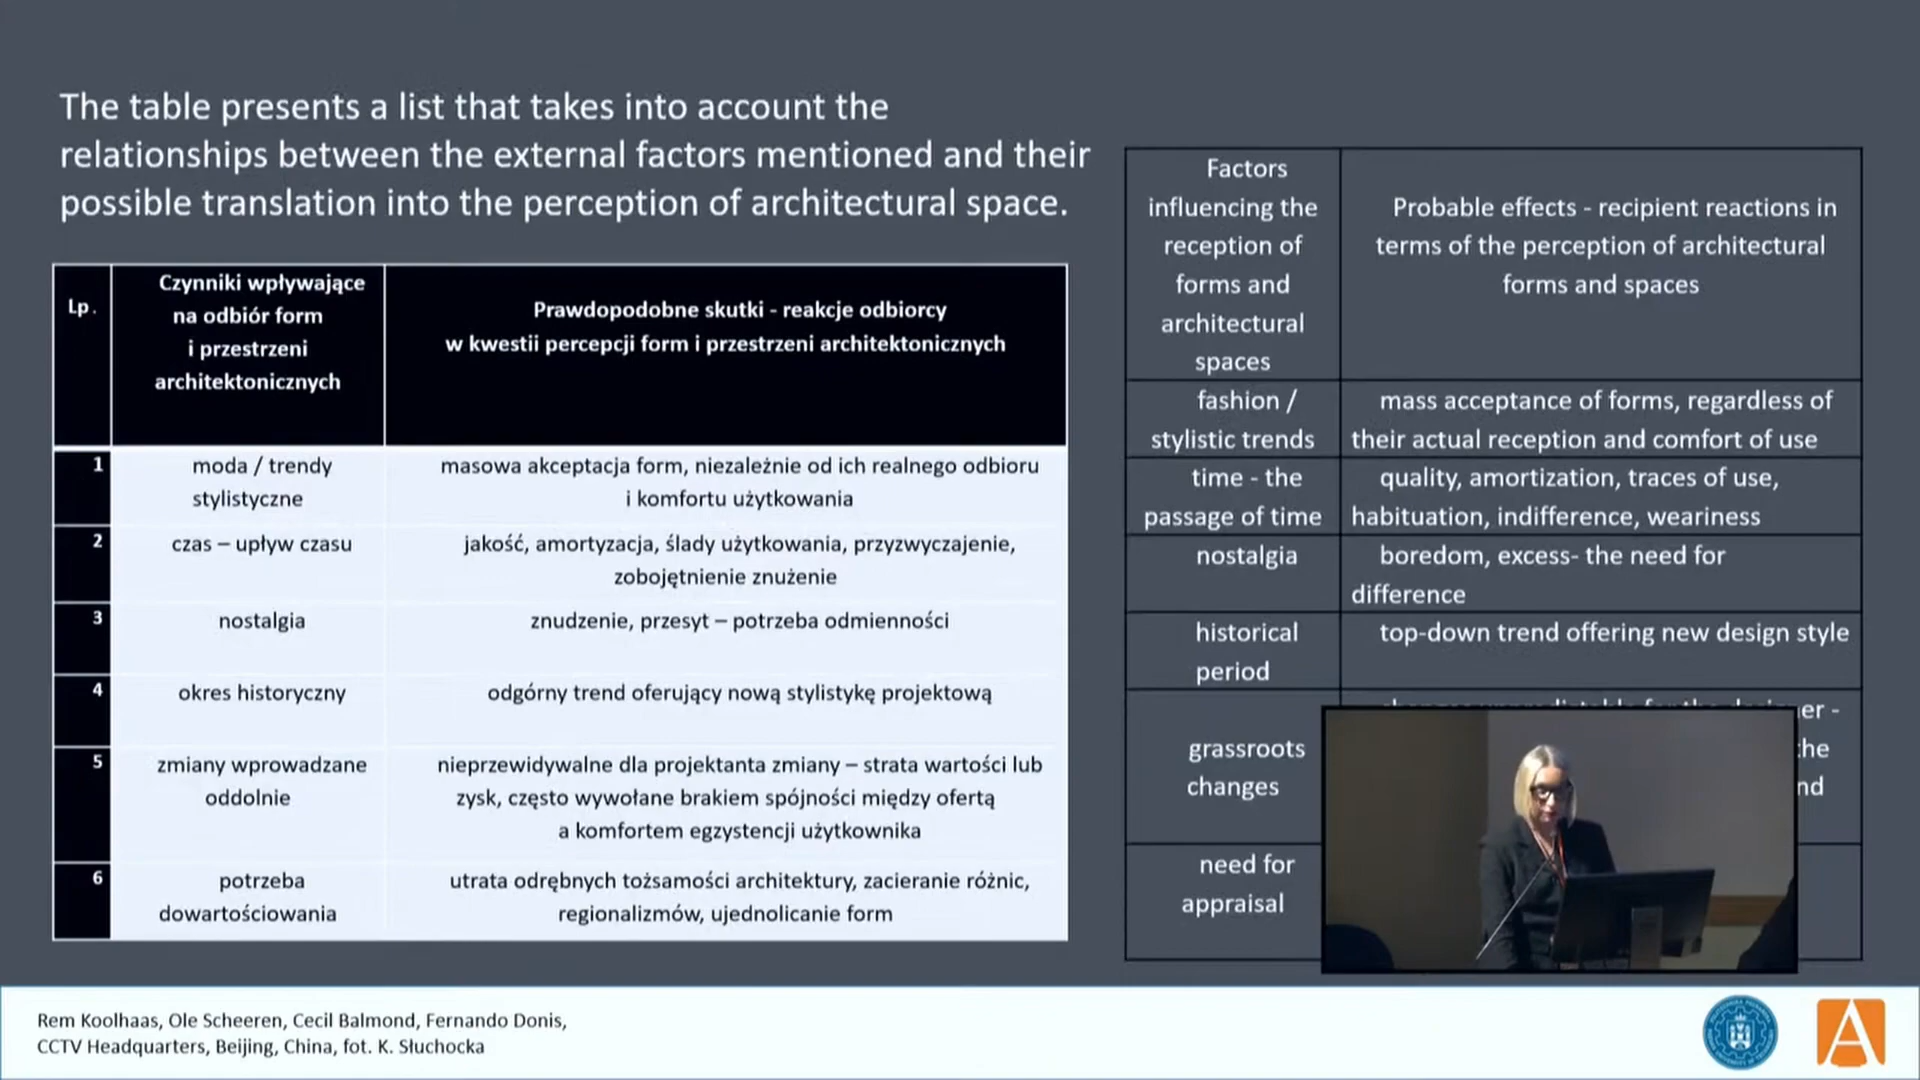 The table presents a list that takes into account the
relationships between the external factors mentioned and their
possible translation into the perception of architectural space.
Lp.
Czynniki wpływające
na odbiór form
i przestrzeni
architektonicznych
Prawdopodobne skutki - reakcje odbiorcy
w kwestii percepcji form i przestrzeni architektonicznych
1
moda / trendy
stylistyczne
masowa akceptacja form, niezależnie od ich realnego odbioru
i komfortu użytkowania
2
czas – upływ czasu
jakość, amortyzacja, ślady użytkowania, przyzwyczajenie,
zobojętnienie znużenie
3
nostalgia
znudzenie, przesyt – potrzeba odmienności
4
okres historyczny
odgórny trend oferujący nową stylistykę projektową
5
zmiany wprowadzane
oddolnie
nieprzewidywalne dla projektanta zmiany – strata wartości lub
zysk, często wywołane brakiem spójności między ofertą
a komfortem egzystencji użytkownika
6
potrzeba
dowartościowania
utrata odrębnych tożsamości architektury, zacieranie różnic,
regionalizmów, ujednolicanie form
Factors
influencing the
reception of
forms and
architectural
spaces
Probable effects - recipient reactions in
terms of the perception of architectural
forms and spaces
fashion /
stylistic trends
mass acceptance of forms, regardless of
their actual reception and comfort of use
time - the
passage of time
quality, amortization, traces of use,
habituation, indifference, weariness
nostalgia
boredom, excess- the need for
difference
historical
period
top-down trend offering new design style
grassroots
changes
need for
appraisal
Rem Koolhaas, Ole Scheeren, Cecil Balmond, Fernando Donis,
CCTV Headquarters, Beijing, China, fot. K. Słuchocka
A